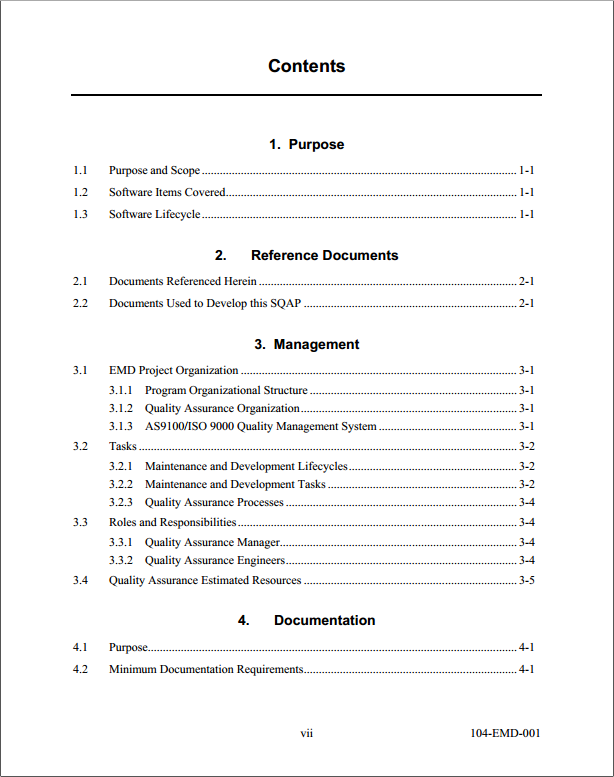 Contents
1. Purpose
1.1 Purpose and Scope ........................................................................................................ 1-1
1.2 Software Items Covered................................................................................................ 1-1
1.3 Software Lifecycle ........................................................................................................ 1-1
2. Reference Documents
2.1 Documents Referenced Herein ..................................................................................... 2-1
2.2 Documents Used to Develop this SQAP ...................................................................... 2-1
3. Management
3.1 EMD Project Organization ........................................................................................... 3-1
3.1.1 Program Organizational Structure .................................................................... 3-1
3.1.2 Quality Assurance Organization....................................................................... 3-1
3.1.3 AS9100/ISO 9000 Quality Management System ............................................. 3-1
3.2 Tasks ............................................................................................................................. 3-2
3.2.1 Maintenance and Development Lifecycles....................................................... 3-2
3.2.2 Maintenance and Development Tasks .............................................................. 3-2
3.2.3 Quality Assurance Processes ............................................................................ 3-4
3.3 Roles and Responsibilities............................................................................................ 3-4
3.3.1 Quality Assurance Manager.............................................................................. 3-4
3.3.2 Quality Assurance Engineers............................................................................ 3-4
3.4 Quality Assurance Estimated Resources ...................................................................... 3-5
4. Documentation
4.1 Purpose.......................................................................................................................... 4-1
4.2 Minimum Documentation Requirements...................................................................... 4-1
vii 104-EMD-001